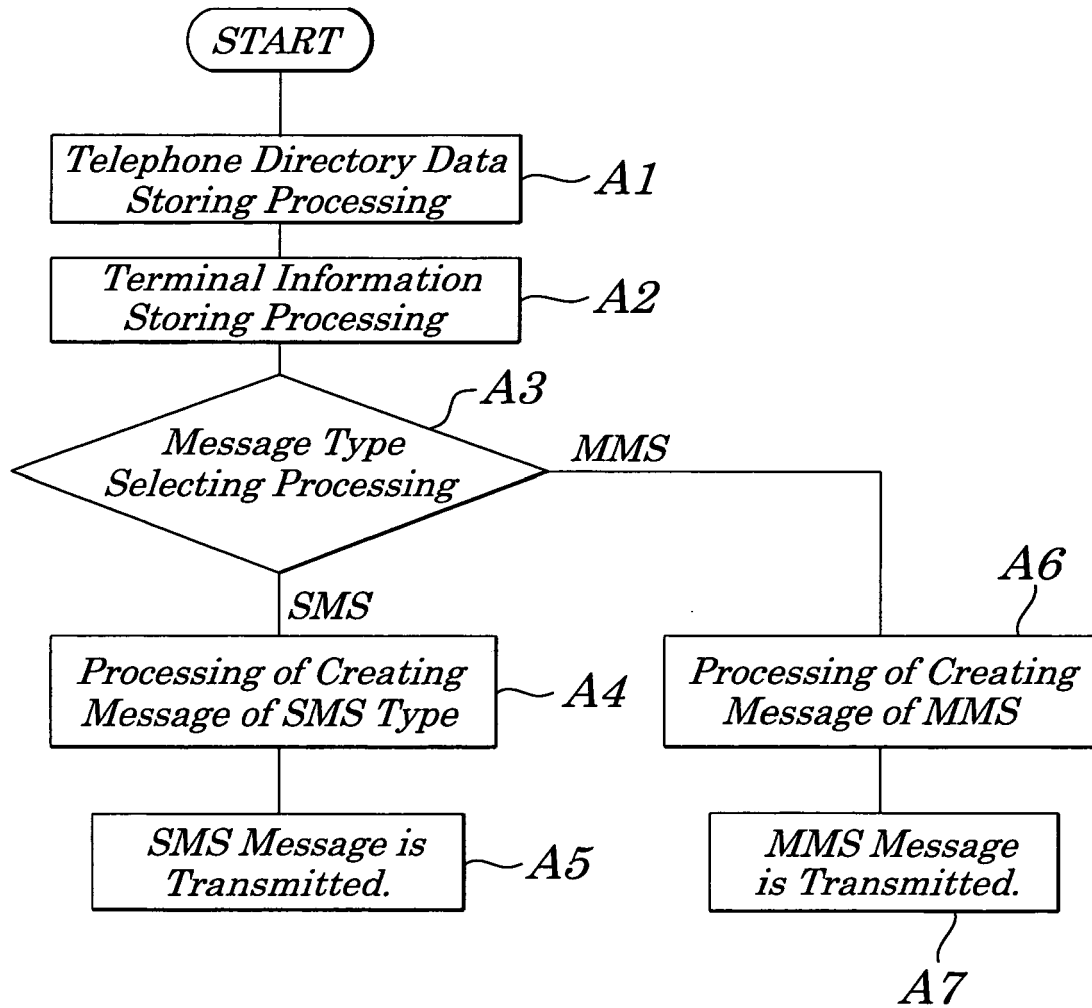 START
Telephone Directory Data
Storing Processing
A1
Terminal Information
Storing Processing
A2
A3
Message Type
Selecting Processing
MMS
SMS
A6
Processing of Creating
Message of SMS Type
A4
Processing of Creating
Message of MMS
SMS Message is
Transmitted.
A5
MMS Message
is Transmitted.
A7